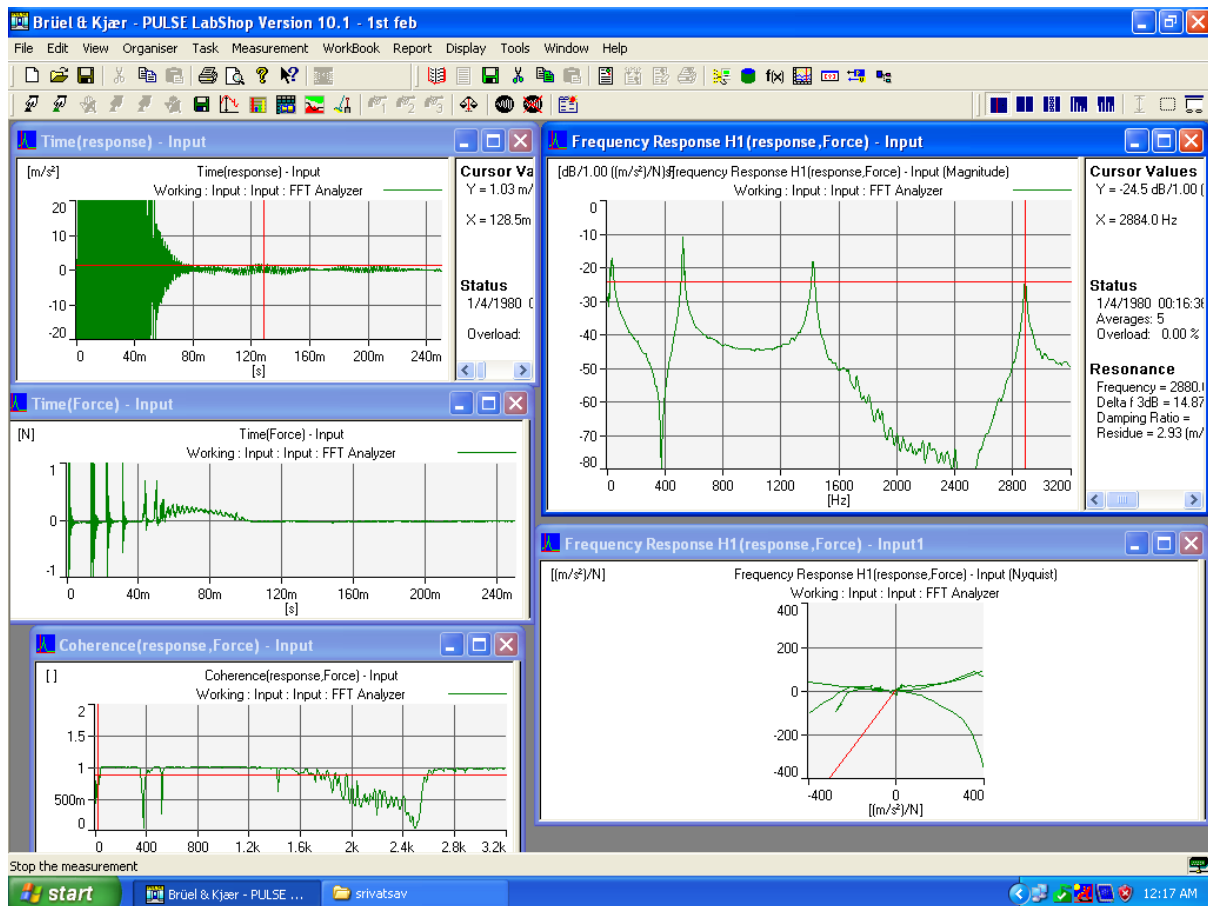 Brüel & Kjær - PULSE LabShop Version 10.1 - 1st feb
File Edit View Organiser Task Measurement WorkBook Report Display Tools Window Help
Time(response) - Input
[m/s²] Time(response) - Input
Working : Input : Input : FFT Analyzer
20
10
0
-10
-20
0 40m 80m 120m 160m 200m 240m
[s]
Cursor Va
Y = 1.03 m/
X = 128.5m
Status
1/4/1980 0
Overload:
Time(Force) - Input
[N] Time(Force) - Input
Working : Input : Input : FFT Analyzer
1
0
-1
0 40m 80m 120m 160m 200m 240m
[s]
Coherence(response,Force) - Input
[ ] Coherence(response,Force) - Input
Working : Input : Input : FFT Analyzer
2
1.5
1
500m
0
0 400 800 1.2k 1.6k 2k 2.4k 2.8k 3.2k
Frequency Response H1(response,Force) - Input
[dB/1.00 ((m/s²)/N)s Frequency Response H1(response,Force) - Input (Magnitude)
Working : Input : Input : FFT Analyzer
0
-10
-20
-30
-40
-50
-60
-70
-80
0 400 800 1200 1600 2000 2400 2800 3200
[Hz]
Cursor Values
Y = -24.5 dB/1.00 (
X = 2884.0 Hz
Status
1/4/1980 00:16:36
Averages: 5
Overload: 0.00 %
Resonance
Frequency = 2880.
Delta f 3dB = 14.87
Damping Ratio =
Residue = 2.93 (m/
Frequency Response H1(response,Force) - Input1
[(m/s²)/N] Frequency Response H1(response,Force) - Input (Nyquist)
Working : Input : Input : FFT Analyzer
400
200
0
-200
-400
-400 0 400
[(m/s²)/N]
Stop the measurement
start Brüel & Kjær - PULSE ... srivatsav 12:17 AM